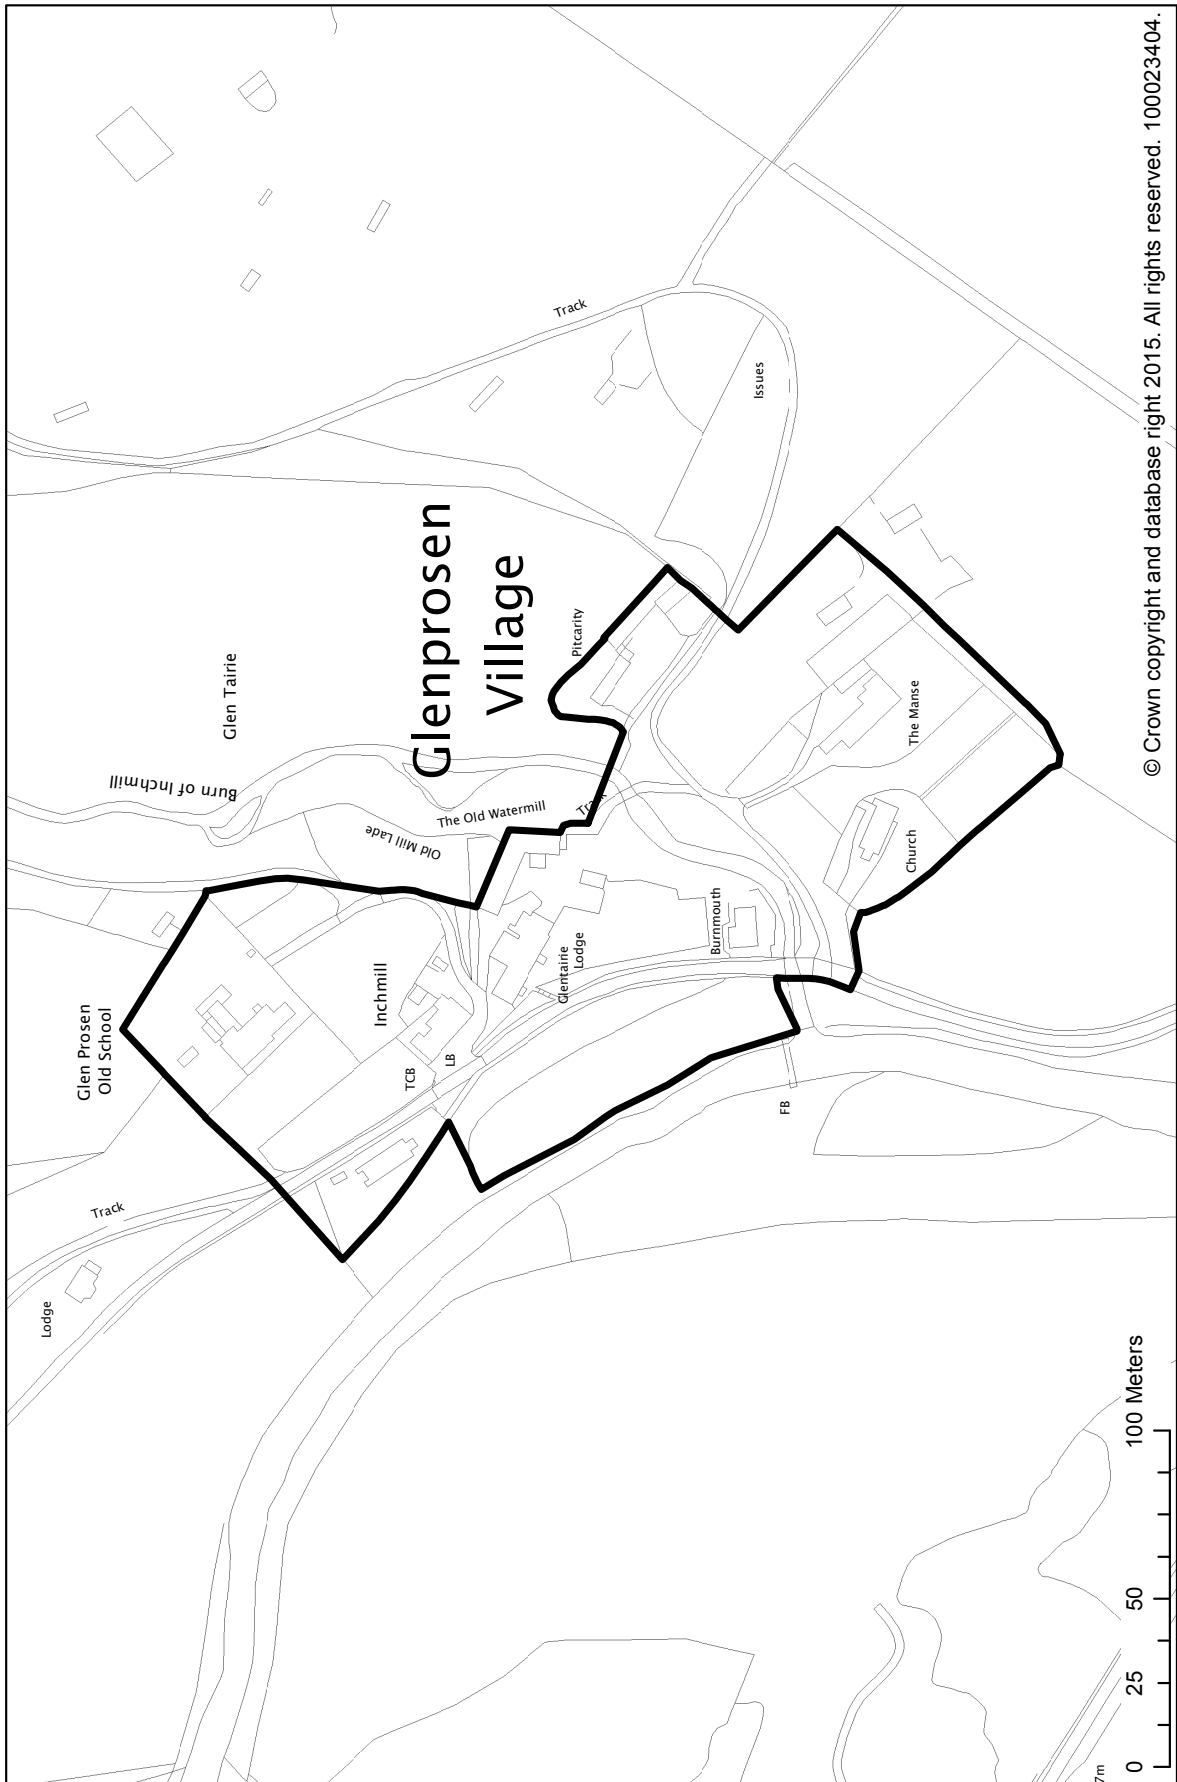 Glen Prosen
Old School
Track
Lodge
Inchmill
TCB
LB
Glen Tairie
Burn of Inchmill
Old Mill Lade
The Old Watermill
Track
Glenprosen
Village
Pitcarity
Track
Issues
Glentairie
Lodge
Burnmouth
The Manse
Church
FB
7m
0 25 50 100 Meters
© Crown copyright and database right 2015. All rights reserved. 100023404.